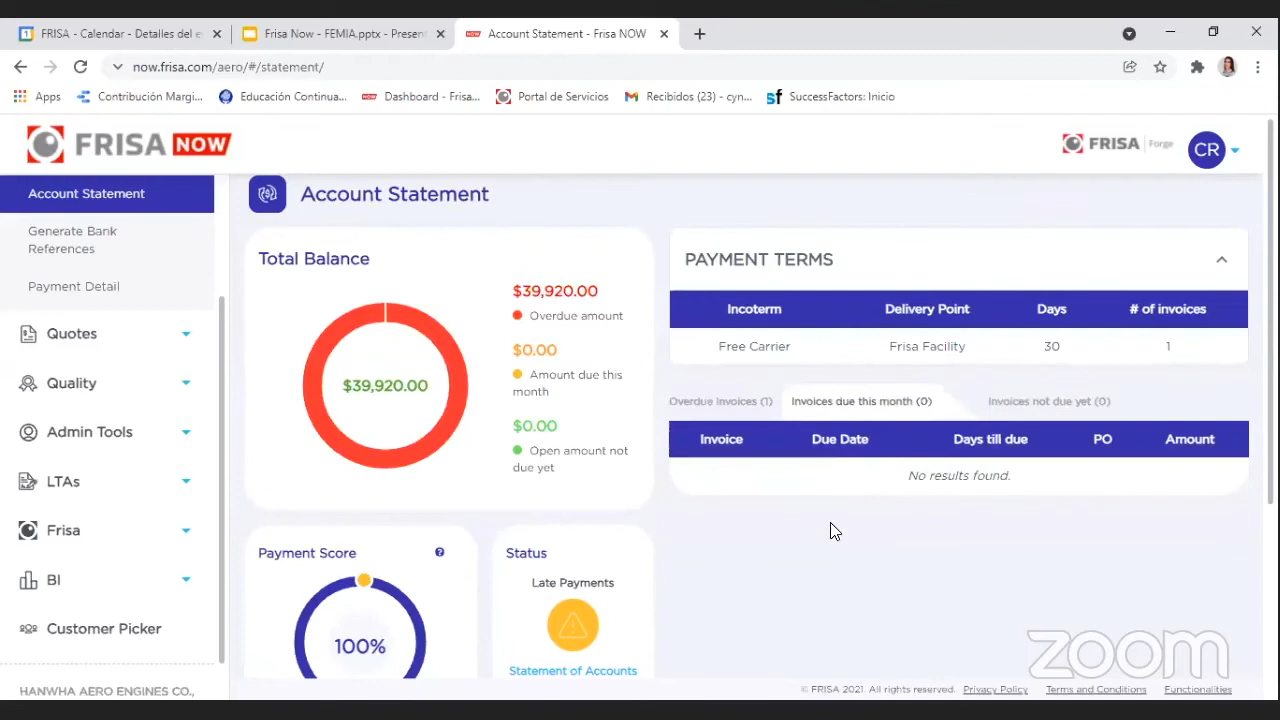 FRISA - Calendar - Detalles del e
Frisa Now - FEMIA.pptx - Present
Account Statement - Frisa NOW
now.frisa.com/aero/#/statement/
Apps
Contribución Margi...
Educación Continua...
Dashboard - Frisa...
Portal de Servicios
Recibidos (23) - cyn...
SuccessFactors: Inicio
FRISA NOW
FRISA Forge
CR
Account Statement
Generate Bank
References
Payment Detail
Quotes
Quality
Admin Tools
LTAs
Frisa
BI
Customer Picker
HANWHA AERO ENGINES CO.,
Account Statement
Total Balance
$39,920.00
$39,920.00
Overdue amount
$0.00
Amount due this
month
$0.00
Open amount not
due yet
PAYMENT TERMS
Incoterm Delivery Point Days # of invoices
Free Carrier Frisa Facility 30 1
Overdue Invoices (1) Invoices due this month (0) Invoices not due yet (0)
Invoice Due Date Days till due PO Amount
No results found.
Payment Score
100%
Status
Late Payments
Statement of Accounts
zoom
© FRISA 2021. All rights reserved. Privacy Policy Terms and Conditions Functionalities